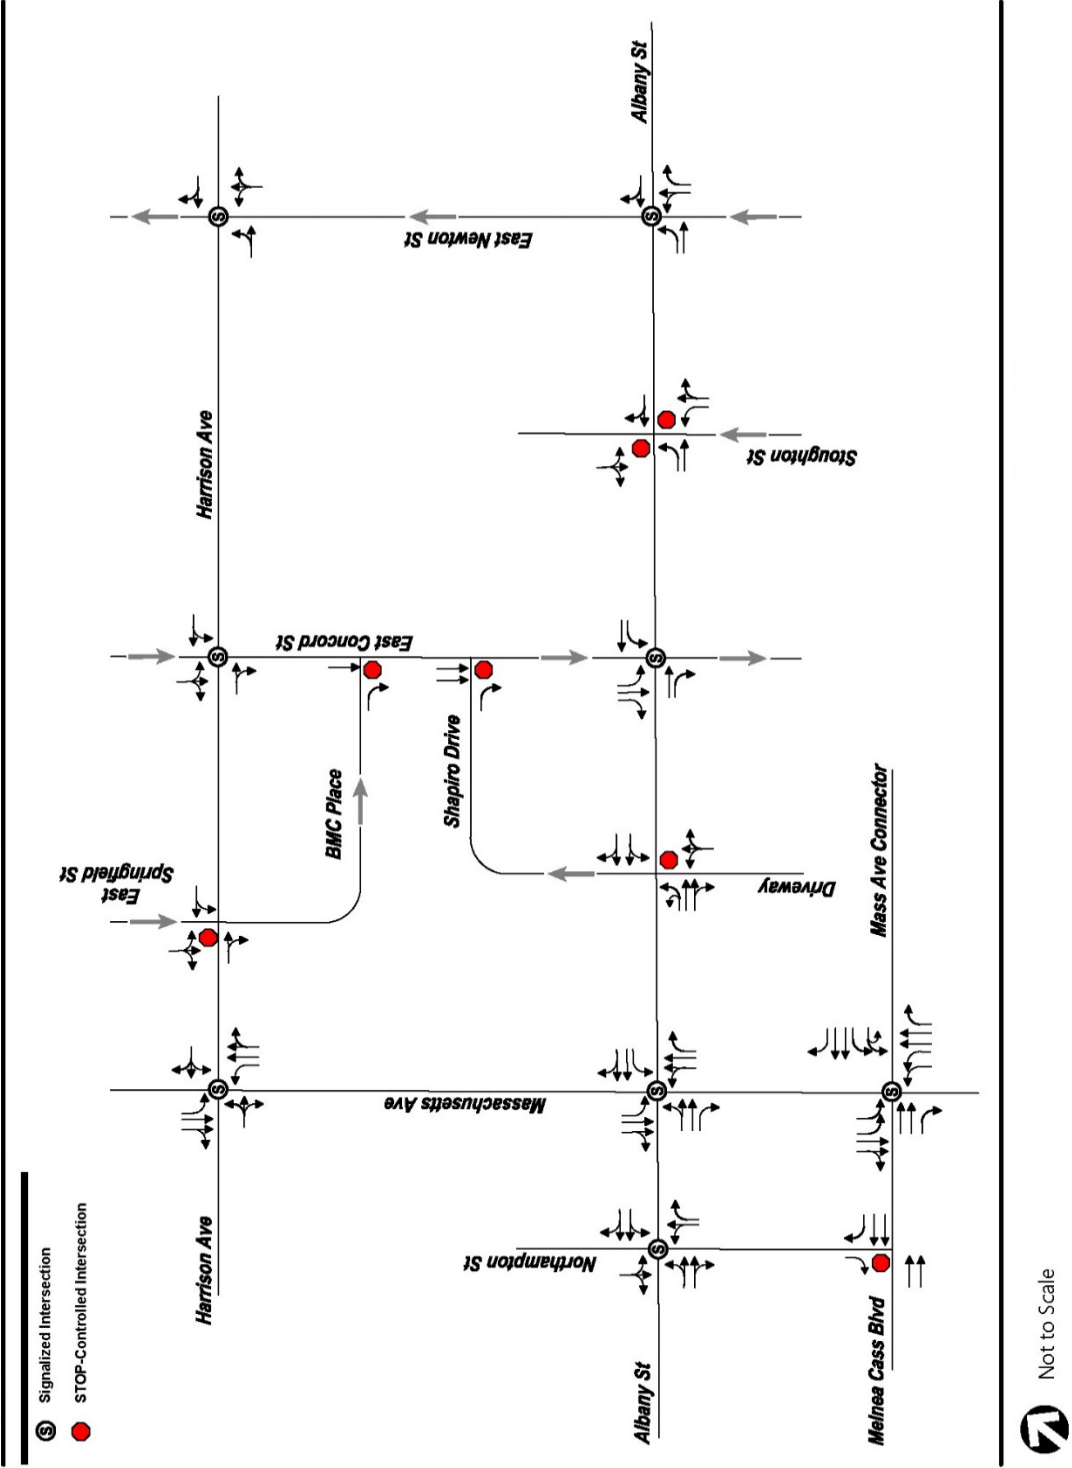 Albany St
Harrison Ave
East Newton St
Stoughton St
East Concord St
Shapiro Drive
BMC Place
East
Springfield St
Driveway
Mass Ave Connector
Massachusetts Ave
Northampton St
Harrison Ave
Albany St
Melnea Cass Blvd
S Signalized Intersection
STOP-Controlled Intersection
Not to Scale
S
S
S
S
S
S
S
S
S